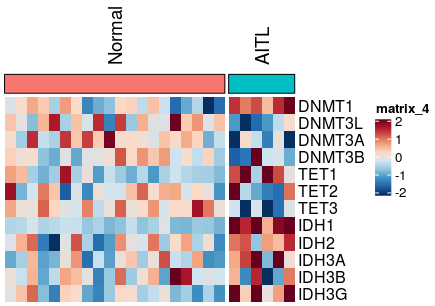 Normal
AITL
DNMT1
DNMT3L
DNMT3A
DNMT3B
TET1
TET2
TET3
IDH1
IDH2
IDH3A
IDH3B
IDH3G
matrix_4
2
1
0
-1
-2